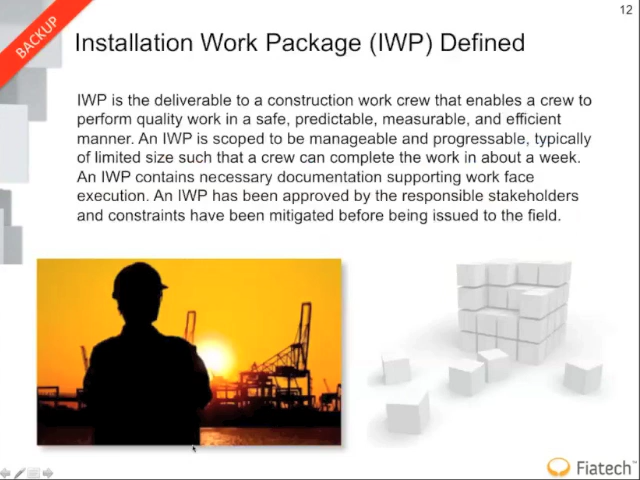 12
BACKUP
Installation Work Package (IWP) Defined
IWP is the deliverable to a construction work crew that enables a crew to
perform quality work in a safe, predictable, measurable, and efficient
manner. An IWP is scoped to be manageable and progressable, typically
of limited size such that a crew can complete the work in about a week.
An IWP contains necessary documentation supporting work face
execution. An IWP has been approved by the responsible stakeholders
and constraints have been mitigated before being issued to the field.
Fiatech™